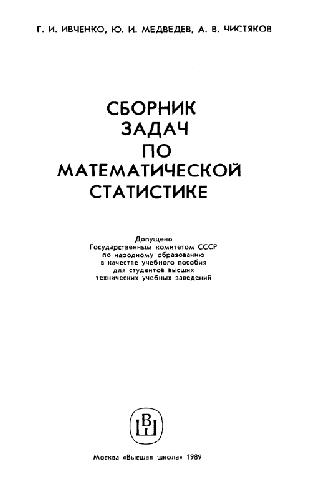 Г. И. ИВЧЕНКО, Ю. И. МЕДВЕДЕВ, А. В. ЧИСТЯКОВ
СБОРНИК
ЗАДАЧ
ПО
МАТЕМАТИЧЕСКОЙ
СТАТИСТИКЕ
Допущено
Государственным комитетом СССР
по народному образованию
в качестве учебного пособия
для студентов высших
технических учебных заведений
ВШ
Москва «Высшая школа» 1989